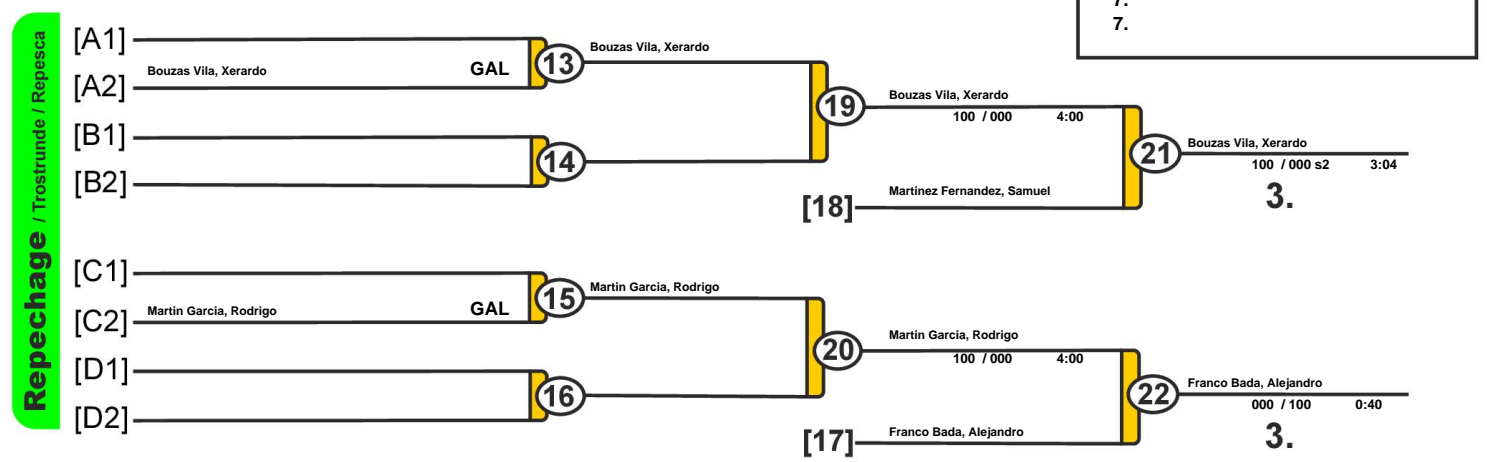 7.
7.
Repechage / Trostrunde / Repesca
[A1]
Bouzas Vila, Xerardo GAL
[A2]
13
Bouzas Vila, Xerardo
[B1]
[B2]
14
19
Bouzas Vila, Xerardo
100 / 000 4:00
[18]
Martinez Fernandez, Samuel
21
Bouzas Vila, Xerardo
100 / 000 s2 3:04
3.
[C1]
Martin Garcia, Rodrigo GAL
[C2]
15
Martin Garcia, Rodrigo
[D1]
[D2]
16
20
Martin Garcia, Rodrigo
100 / 000 4:00
[17]
Franco Bada, Alejandro
22
Franco Bada, Alejandro
000 / 100 0:40
3.